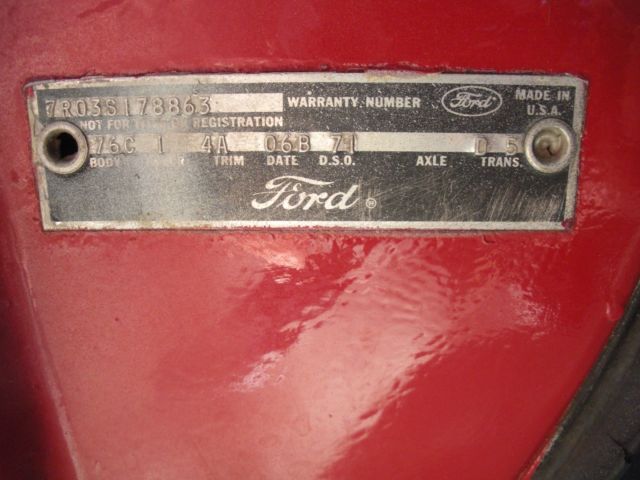 7R03S178863 WARRANTY NUMBER Ford MADE IN U.S.A.
NOT FOR REGISTRATION
76C 1 4A 06B 71 D 5
BODY TRIM DATE D.S.O. AXLE TRANS.
Ford ®